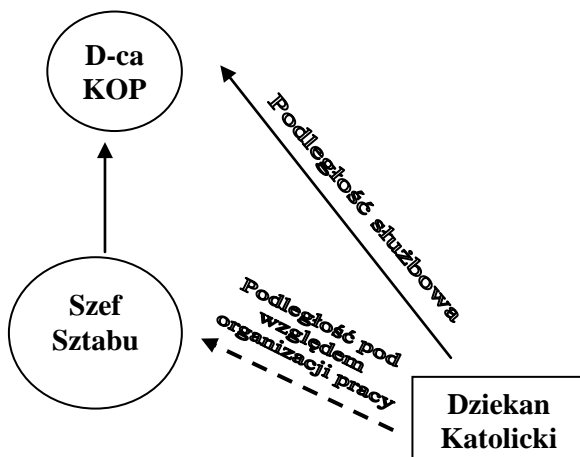 D-ca
KOP
Podległość służbowa
Szef
Sztabu
Podległość pod
względem
organizacji pracy
Dziekan
Katolicki